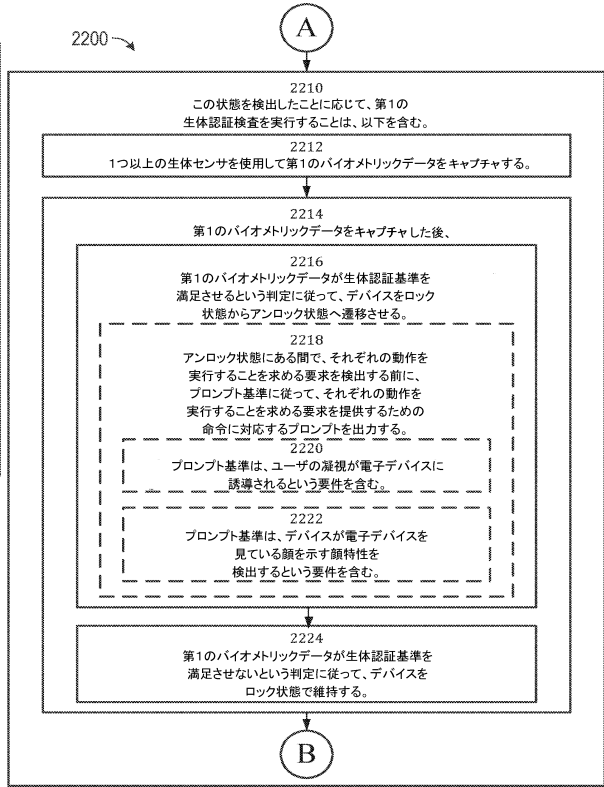 A
2200
2210
この状態を検出したことに応じて、第1の
生体認証検査を実行することは、以下を含む。
2212
1つ以上の生体センサを使用して第1のバイオメトリックデータをキャプチャする。
2214
第1のバイオメトリックデータをキャプチャした後、
2216
第1のバイオメトリックデータが生体認証基準を
満足させるという判定に従って、デバイスをロック
状態からアンロック状態へ遷移させる。
2218
アンロック状態にある間で、それぞれの動作を
実行することを求める要求を検出する前に、
プロンプト基準に従って、それぞれの動作を
実行することを求める要求を提供するための
命令に対応するプロンプトを出力する。
2220
プロンプト基準は、ユーザの凝視が電子デバイスに
誘導されるという要件を含む。
2222
プロンプト基準は、デバイスが電子デバイスを
見ている顔を示す顔特性を
検出するという要件を含む。
2224
第1のバイオメトリックデータが生体認証基準を
満足させないという判定に従って、デバイスを
ロック状態で維持する。
B